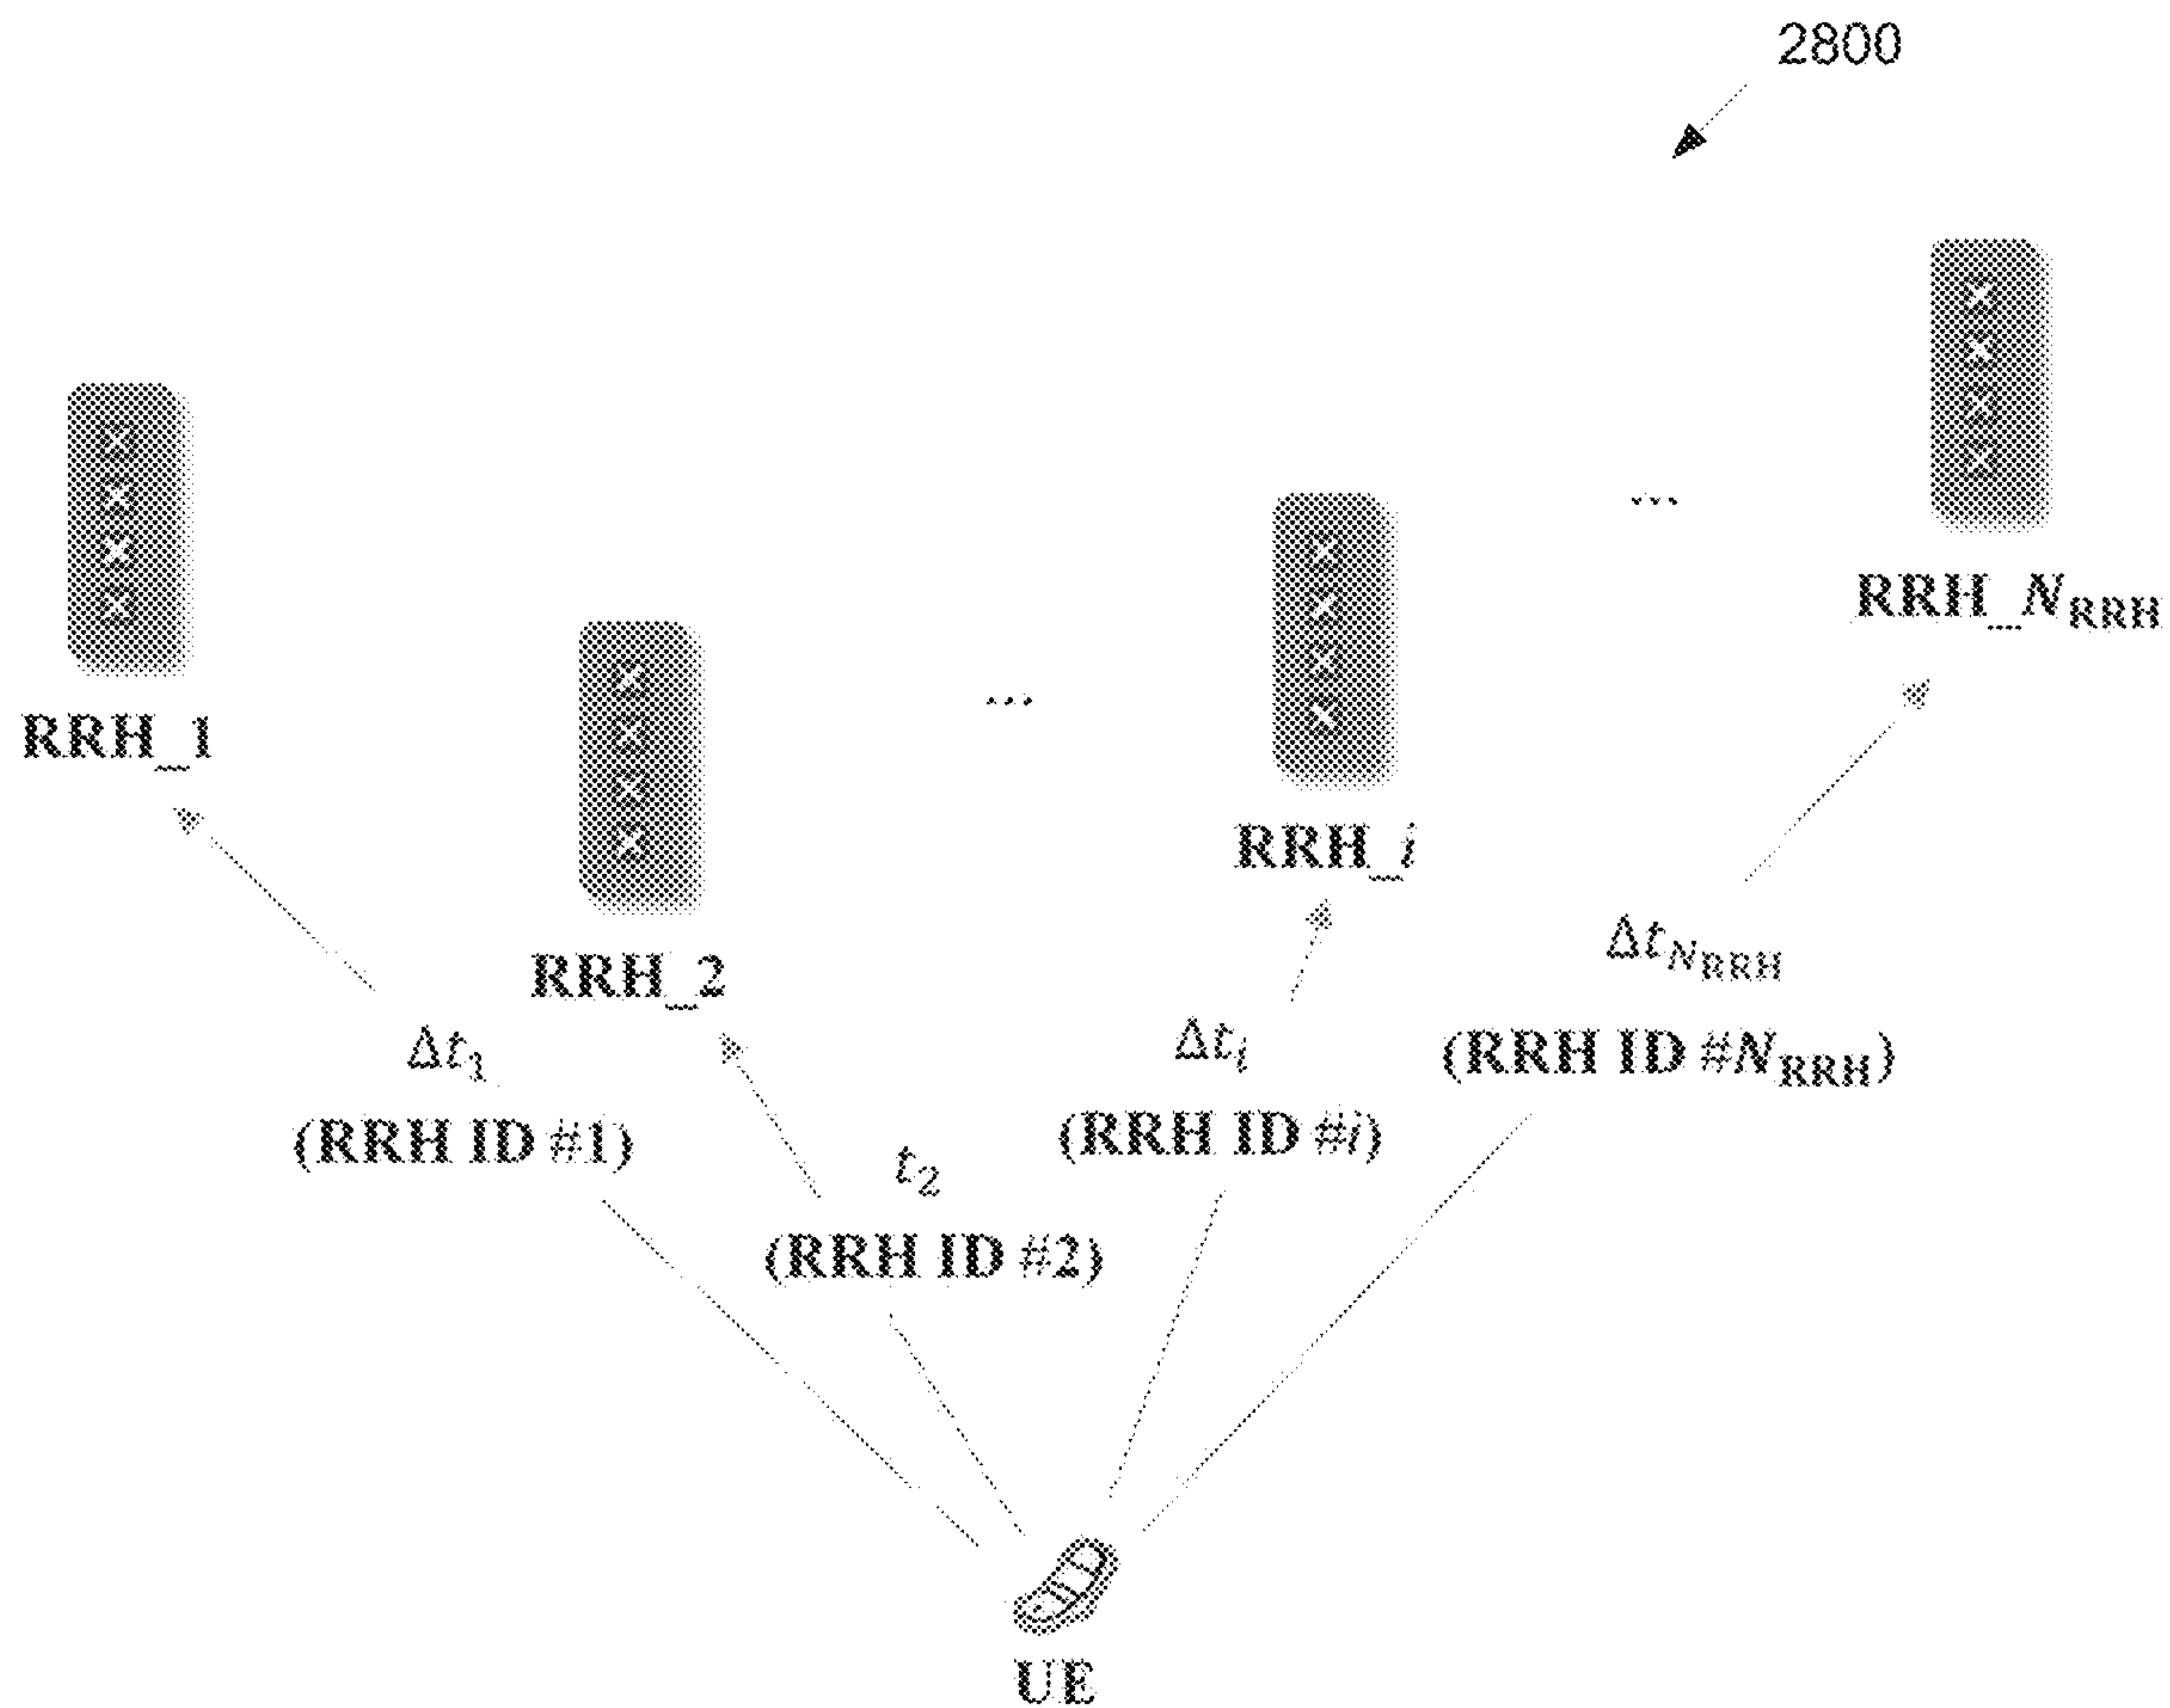 2800
...
RRH_N_RRH
...
RRH_1
RRH_i
RRH_2
Δt_N_RRH
(RRH ID #N_RRH)
Δt_1
(RRH ID #1)
Δt_i
(RRH ID #i)
t_2
(RRH ID #2)
UE